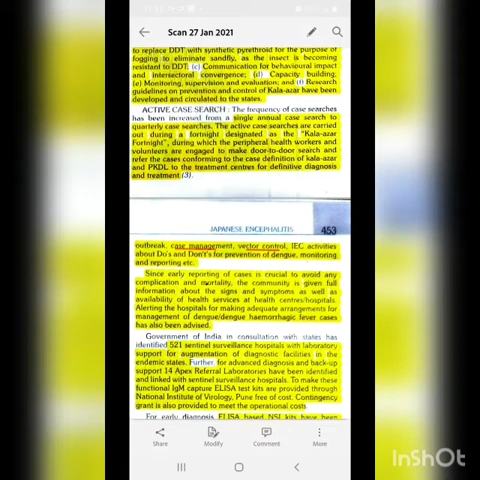 Scan 27 Jan 2021
to replace DDT with synthetic pyrethroid for the purpose of
fogging to eliminate sandfly, as the insect is becoming
resistant to DDT; (c) Communication for behavioural impact
and intersectoral convergence; (d) Capacity building;
(e) Monitoring, supervision and evaluation; and (f) Research
guidelines on prevention and control of Kala-azar have been
developed and circulated to the states.
ACTIVE CASE SEARCH : The frequency of case searches
has been increased from a single annual case search to
quarterly case searches. The active case searches are carried
out during a fortnight designated as the "Kala-azar
Fortnight", during which the peripheral health workers and
volunteers are engaged to make door-to-door search and
refer the cases conforming to the case definition of kala-azar
and PKDL to the treatment centres for definitive diagnosis
and treatment (3).
JAPANESE ENCEPHALITIS 453
outbreak, case management, vector control, IEC activities
about Do's and Don't's for prevention of dengue, monitoring
and reporting etc.
Since early reporting of cases is crucial to avoid any
complication and mortality, the community is given full
information about the signs and symptoms as well as
availability of health services at health centres/hospitals.
Alerting the hospitals for making adequate arrangements for
management of dengue/dengue haemorrhagic fever cases
has also been advised.
Government of India in consultation with states has
identified 521 sentinel surveillance hospitals with laboratory
support for augmentation of diagnostic facilities in the
endemic states. Further for advanced diagnosis and back-up
support 14 Apex Referral Laboratories have been identified
and linked with sentinel surveillance hospitals. To make these
functional IgM capture ELISA test kits are provided through
National Institute of Virology, Pune free of cost. Contingency
grant is also provided to meet the operational costs
For early diagnosis ELISA based NSI kits have been
Share Modify Comment More
InShOt